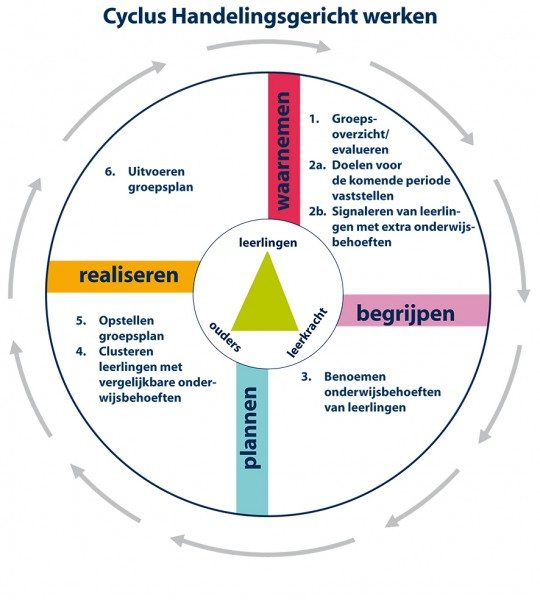 Cyclus Handelingsgericht werken
waarnemen
1. Groeps-
overzicht/
evalueren
2a. Doelen voor
de komende periode
vaststellen
2b. Signaleren van leerlin-
gen met extra onderwijs-
behoeften
6. Uitvoeren
groepsplan
leerlingen
ouders
leerkracht
realiseren
begrijpen
5. Opstellen
groepsplan
4. Clusteren
leerlingen met
vergelijkbare onder-
wijsbehoeften
3. Benoemen
onderwijsbehoeften
van leerlingen
plannen